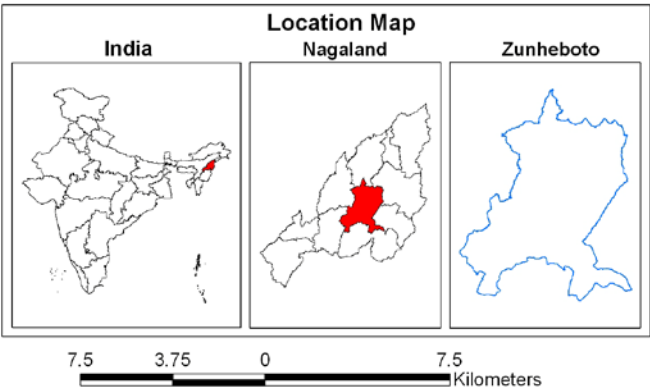 Location Map
India
Nagaland
Zunheboto
7.5 3.75 0 7.5
Kilometers